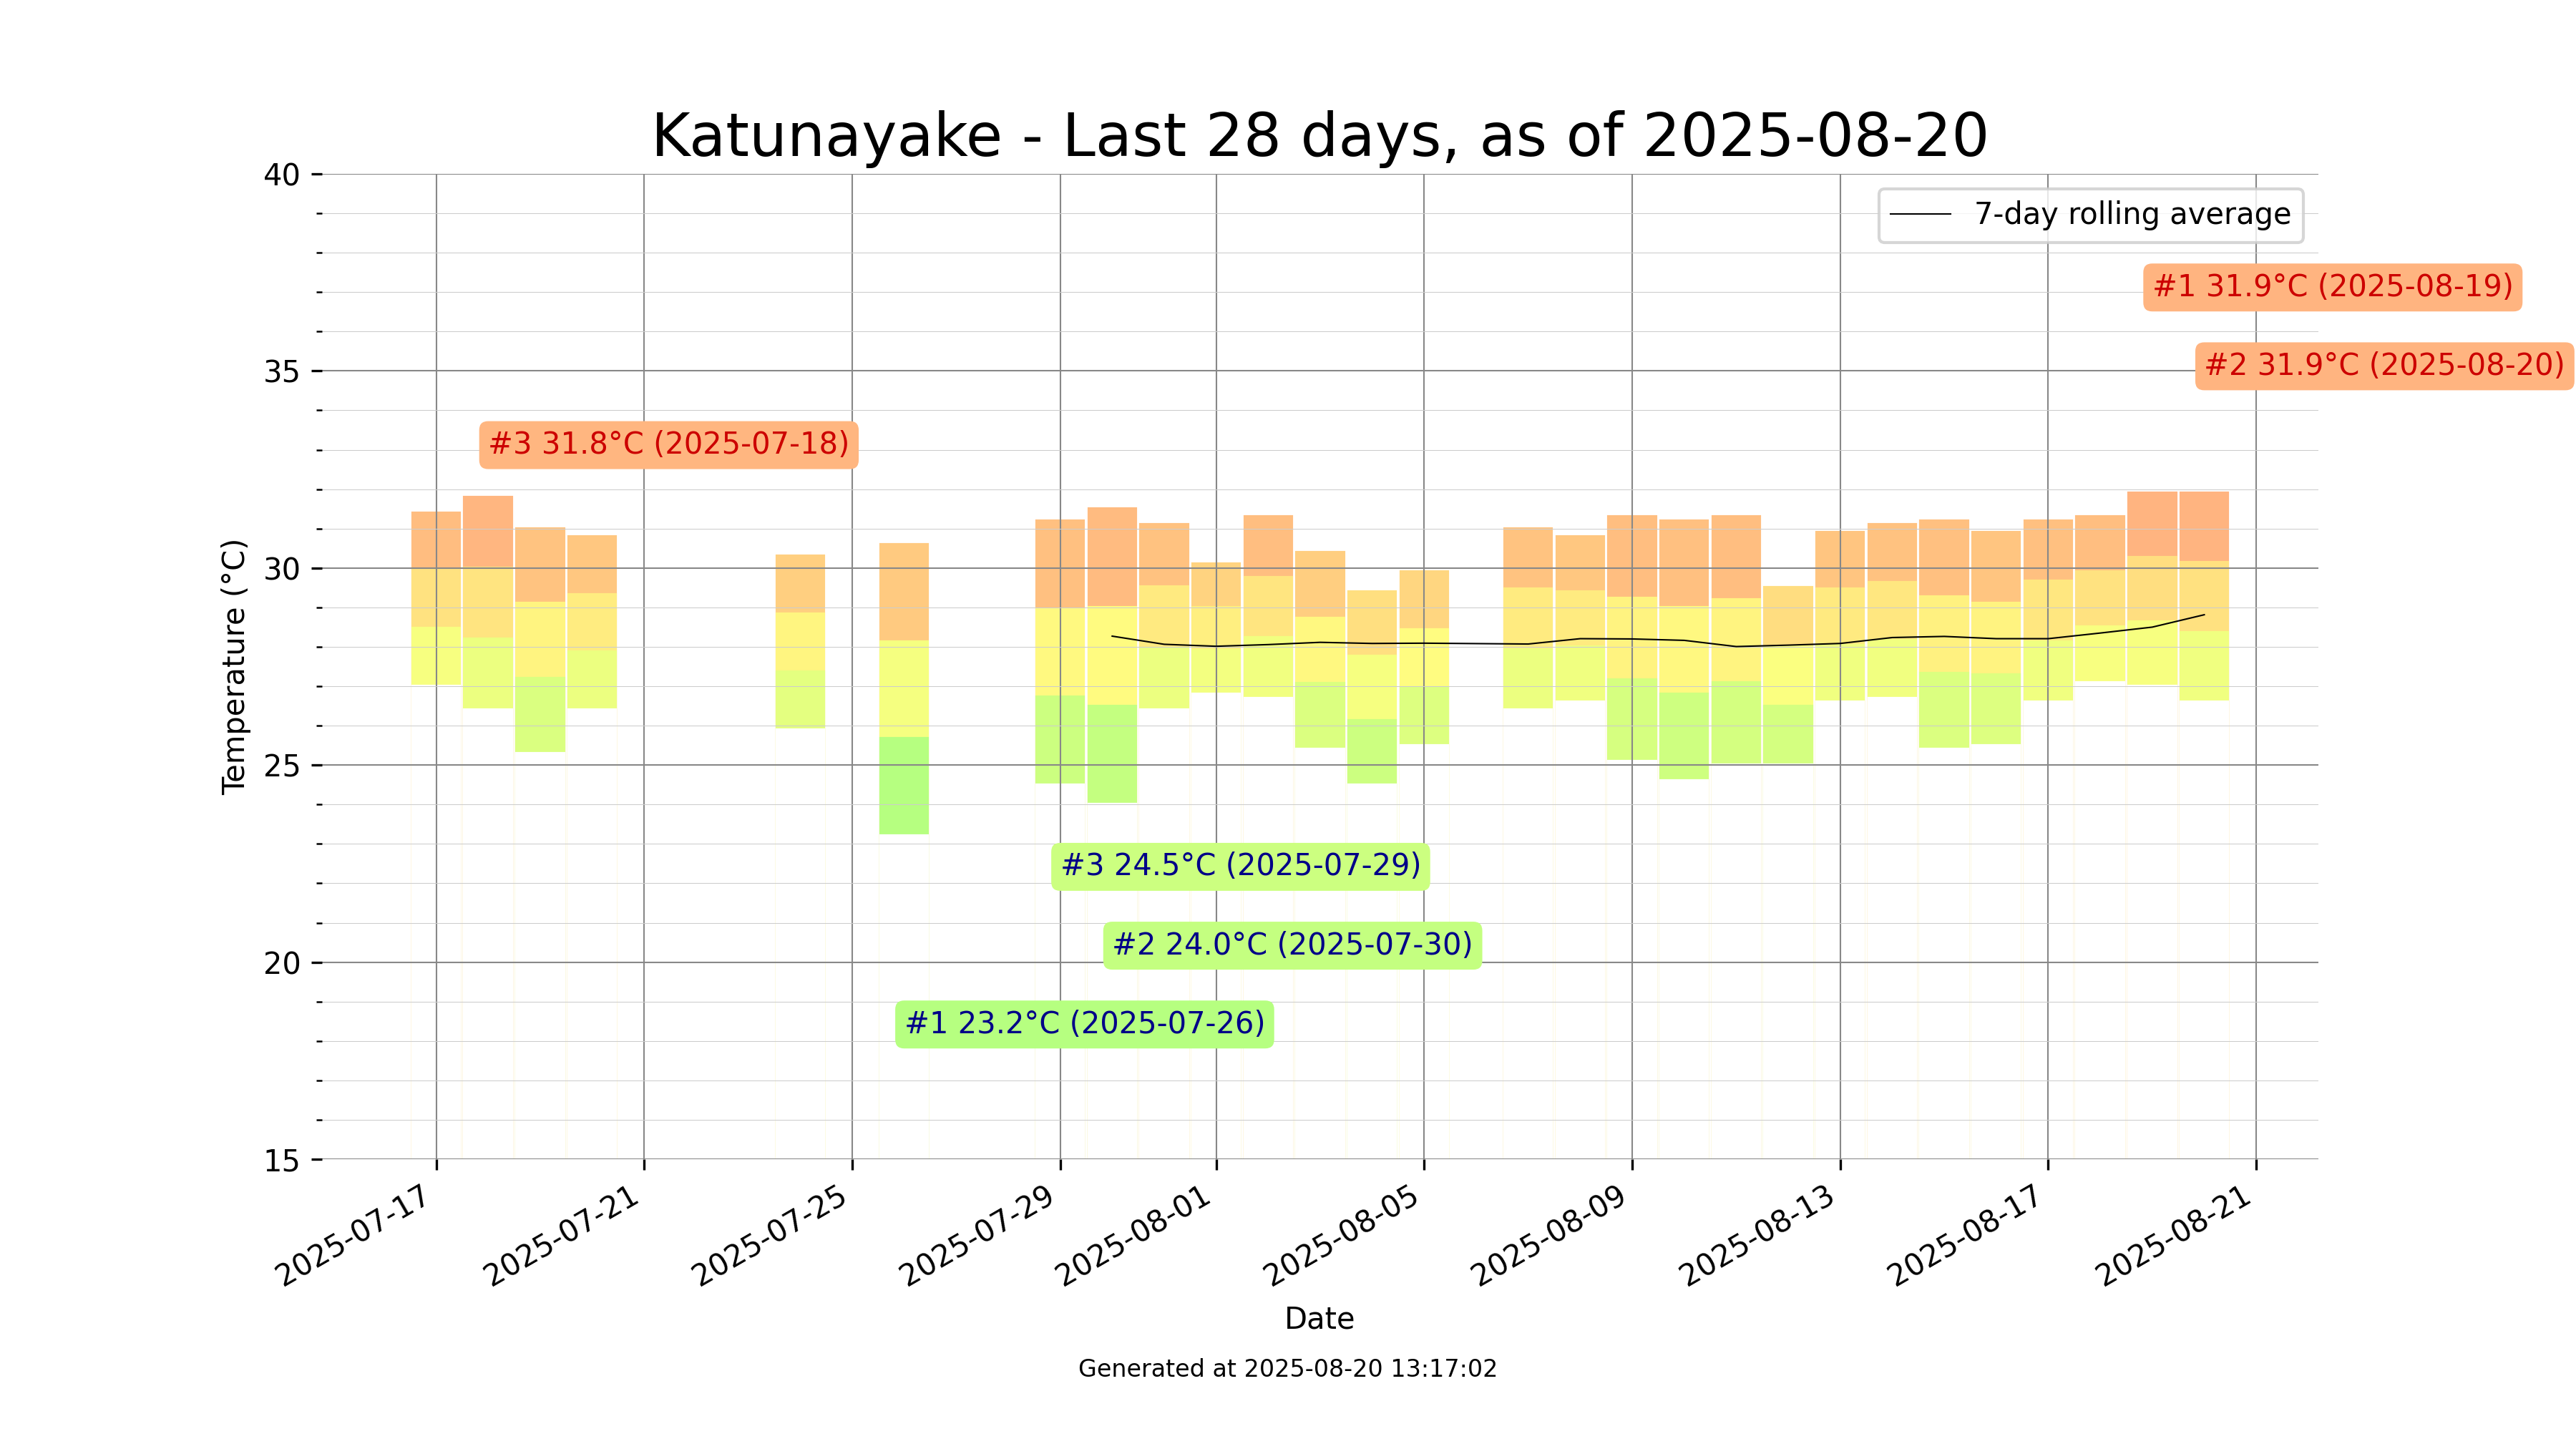 Katunayake - Last 28 days, as of 2025-08-20
40
35
30
25
20
15
Temperature (°C)
7-day rolling average
#1 31.9°C (2025-08-19)
#2 31.9°C (2025-08-20)
#3 31.8°C (2025-07-18)
#3 24.5°C (2025-07-29)
#2 24.0°C (2025-07-30)
#1 23.2°C (2025-07-26)
2025-07-17
2025-07-21
2025-07-25
2025-07-29
2025-08-01
2025-08-05
2025-08-09
2025-08-13
2025-08-17
2025-08-21
Date
Generated at 2025-08-20 13:17:02